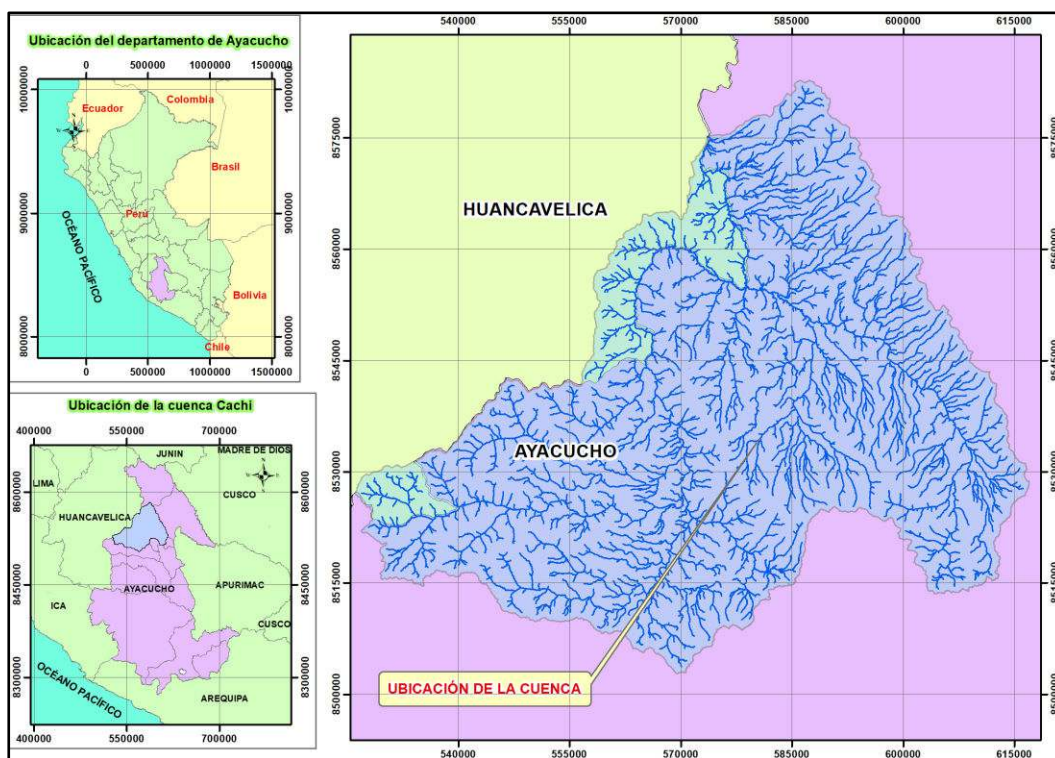 Ubicación del departamento de Ayacucho
0 500000 1000000 1500000
10000000
9000000
8000000
10000000
9000000
8000000
Ecuador
Colombia
Brasil
Perú
OCÉANO PACÍFICO
Bolivia
Chile
0 500000 1000000 1500000
Ubicación de la cuenca Cachi
400000 550000 700000
8600000
8450000
8300000
8600000
8450000
8300000
JUNIN
MADRE DE DIOS
LIMA
CUSCO
HUANCAVELICA
AYACUCHO
APURIMAC
ICA
CUSCO
OCÉANO PACÍFICO
AREQUIPA
400000 550000 700000
540000 555000 570000 585000 600000 615000
8575000
8560000
8545000
8530000
8515000
8500000
8575000
8560000
8545000
8530000
8515000
8500000
HUANCAVELICA
AYACUCHO
UBICACIÓN DE LA CUENCA
540000 555000 570000 585000 600000 615000